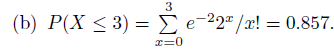 (b) P(X ≤ 3) = ∑_{x=0}^{3} e^{−2}2^{x}/x! = 0.857.